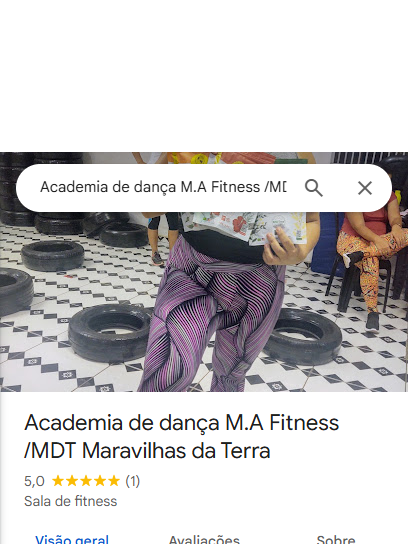 Academia de dança M.A Fitness /MD
Academia de dança M.A Fitness
/MDT Maravilhas da Terra
5,0 (1)
Sala de fitness
Visão geral Avaliações Sobre